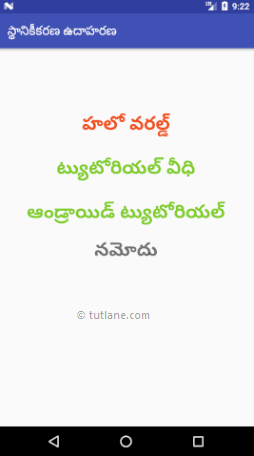 9:22
స్థానికీకరణ ఉదాహరణ
హలో వరల్డ్
ట్యుటోరియల్ వీధి
ఆండ్రాయిడ్ ట్యుటోరియల్
నమోదు
© tutlane.com